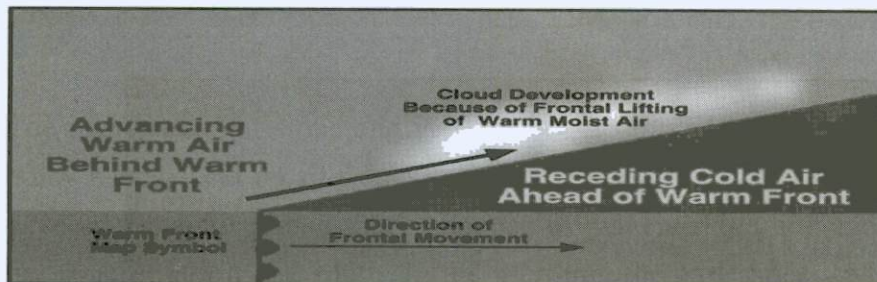 Cloud Development
Because of Frontal Lifting
of Warm Moist Air
Advancing
Warm Air
Behind Warm
Front
Receding Cold Air
Ahead of Warm Front
Warm Front
Map Symbol
Direction of
Frontal Movement